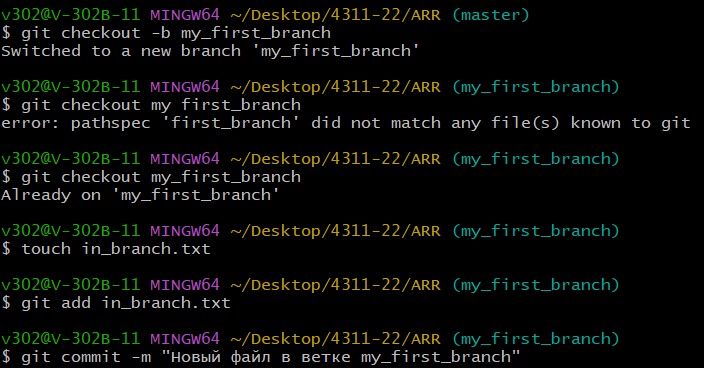 v302@V-302B-11 MINGW64 ~/Desktop/4311-22/ARR (master)
$ git checkout -b my_first_branch
Switched to a new branch 'my_first_branch'
v302@V-302B-11 MINGW64 ~/Desktop/4311-22/ARR (my_first_branch)
$ git checkout my first_branch
error: pathspec 'first_branch' did not match any file(s) known to git
v302@V-302B-11 MINGW64 ~/Desktop/4311-22/ARR (my_first_branch)
$ git checkout my_first_branch
Already on 'my_first_branch'
v302@V-302B-11 MINGW64 ~/Desktop/4311-22/ARR (my_first_branch)
$ touch in_branch.txt
v302@V-302B-11 MINGW64 ~/Desktop/4311-22/ARR (my_first_branch)
$ git add in_branch.txt
v302@V-302B-11 MINGW64 ~/Desktop/4311-22/ARR (my_first_branch)
$ git commit -m "Новый файл в ветке my_first_branch"